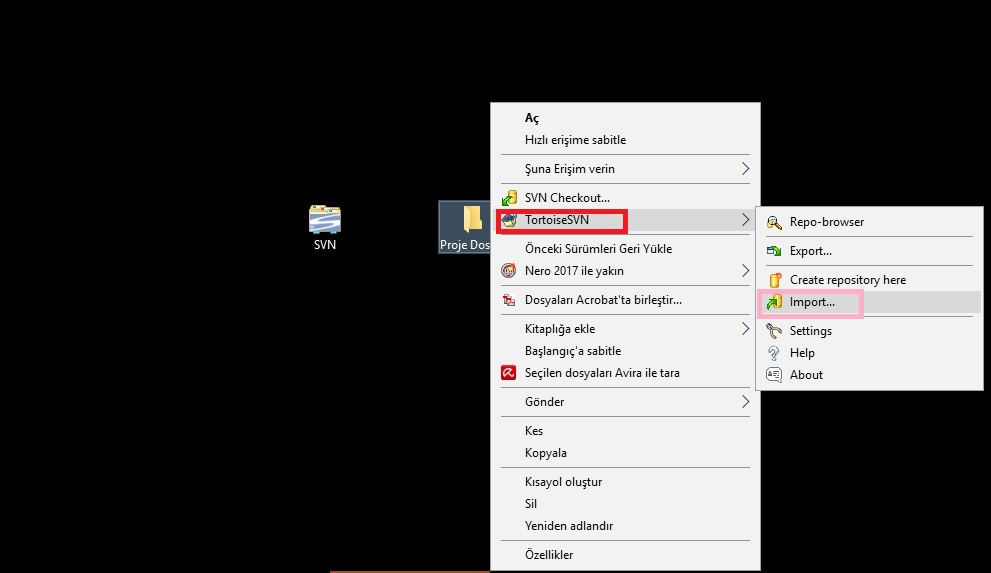 SVN
Proje Dos
Aç
Hızlı erişime sabitle
Şuna Erişim verin
SVN Checkout...
TortoiseSVN
Önceki Sürümleri Geri Yükle
Nero 2017 ile yakın
Dosyaları Acrobat'ta birleştir...
Kitaplığa ekle
Başlangıç'a sabitle
Seçilen dosyaları Avira ile tara
Gönder
Kes
Kopyala
Kısayol oluştur
Sil
Yeniden adlandır
Özellikler
Repo-browser
Export...
Create repository here
Import...
Settings
Help
About